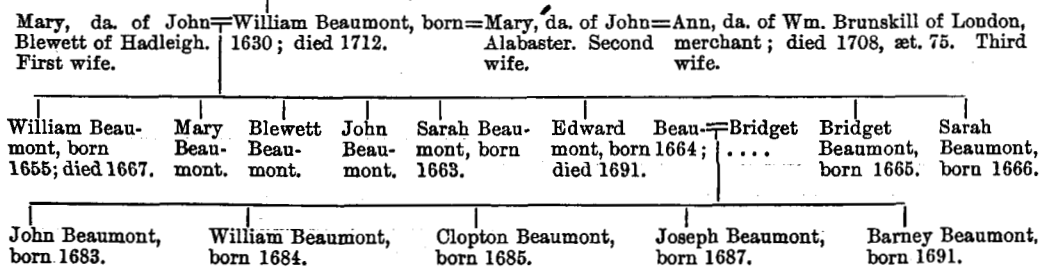 Mary, da. of John=William Beaumont, born=Mary, da. of John=Ann, da. of Wm. Brunskill of London,
Blewett of Hadleigh. 1630; died 1712. Alabaster. Second merchant; died 1708, æt. 75. Third
First wife. wife. wife.
William Beau- Mary Blewett John Sarah Beau- Edward Beau-=Bridget Bridget Sarah
mont, born Beau- Beau- Beau- mont, born mont, born 1664; .... Beaumont, Beaumont,
1655; died 1667. mont. mont. mont. 1663. died 1691. born 1665. born 1666.
John Beaumont, William Beaumont, Clopton Beaumont, Joseph Beaumont, Barney Beaumont,
born 1683. born 1684. born 1685. born 1687. born 1691.